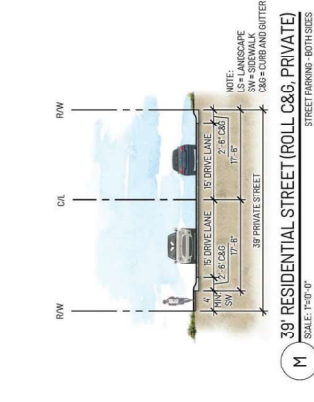 R/W
C/L
R/W
15' DRIVE LANE
15' DRIVE LANE
4'
MIN
SW
2'-6" C&G
2'-6" C&G
17'-6"
17'-6"
39' PRIVATE STREET
NOTE:
LS = LANDSCAPE
SW = SIDEWALK
C&G = CURB AND GUTTER
M
39' RESIDENTIAL STREET (ROLL C&G, PRIVATE)
SCALE: 1"=10'-0"
STREET PARKING - BOTH SIDES